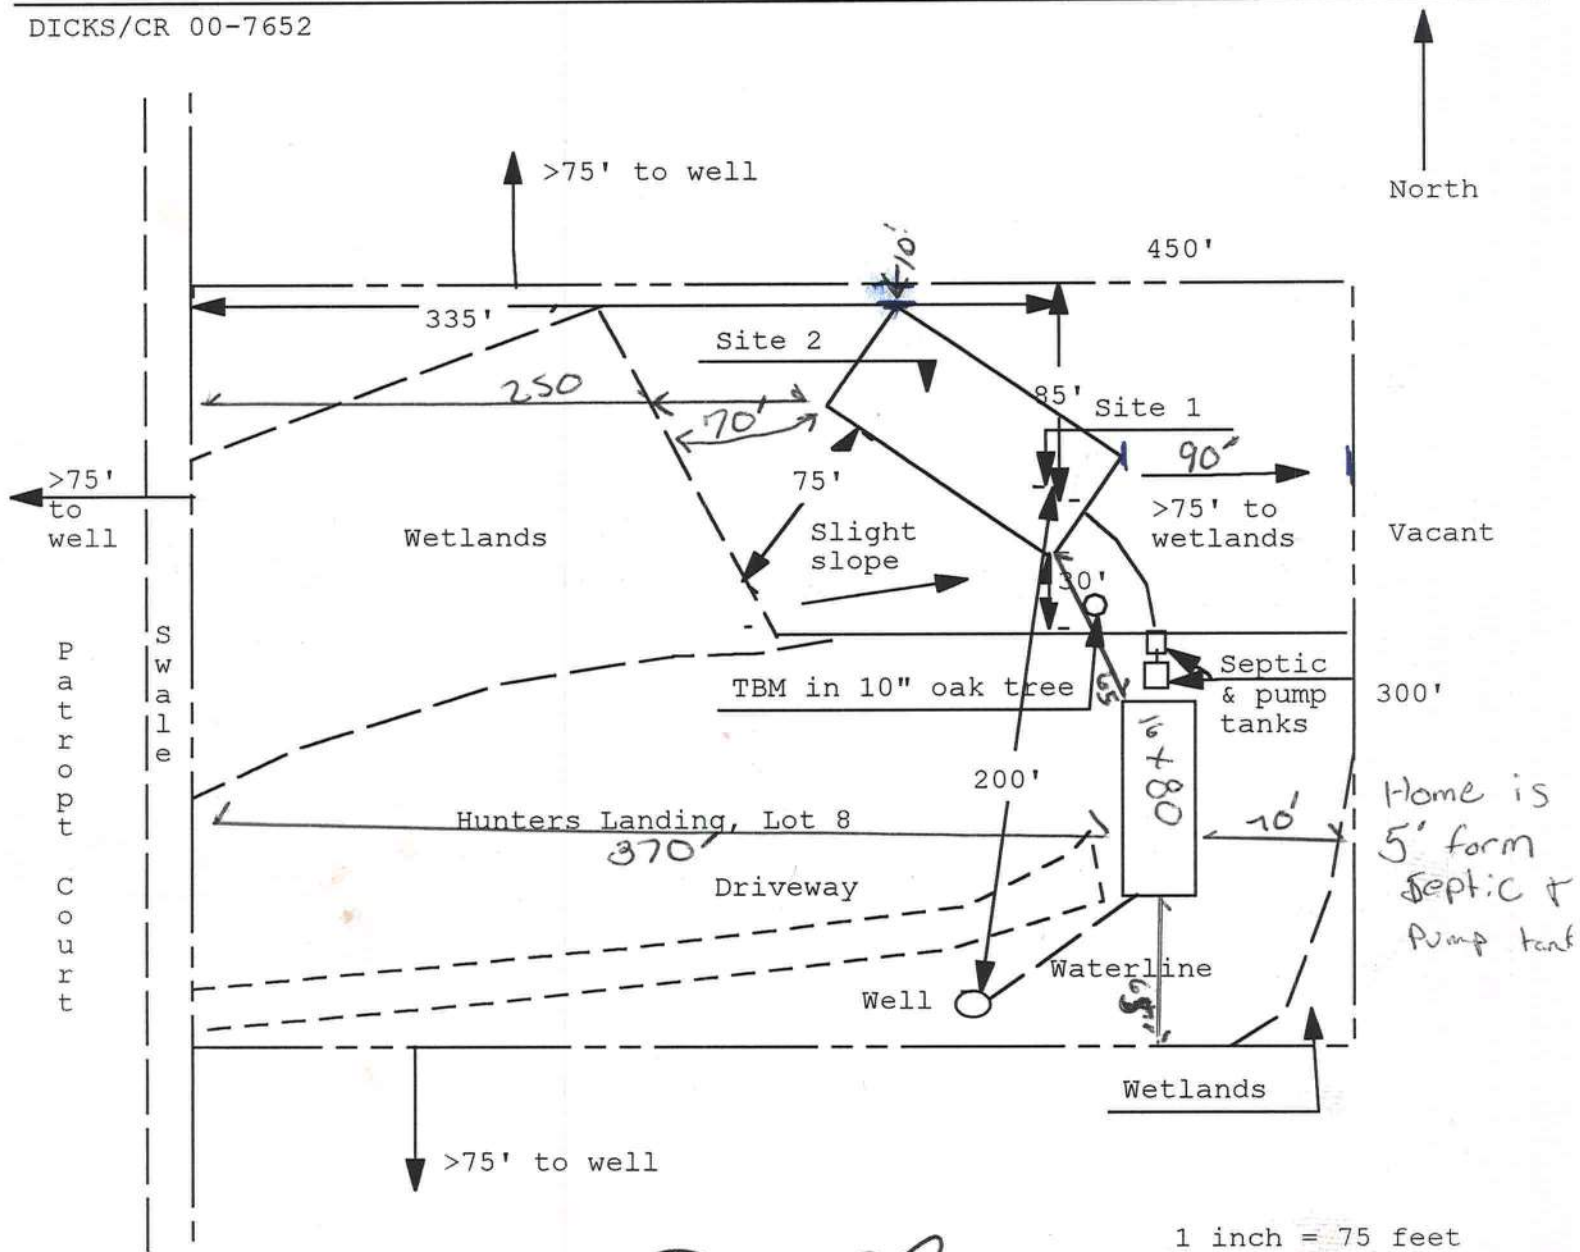 DICKS/CR 00-7652
North
>75' to well
10'
450'
335'
Site 2
250
70'
85'
Site 1
90'
>75'
to
well
75'
>75' to
wetlands
Vacant
Wetlands
Slight
slope
30'
Swale
Patropt Court
TBM in 10" oak tree
65
Septic
& pump
tanks
300'
16 x 80
200'
Hunters Landing, Lot 8
370'
Home is
5' form
Septic &
Pump tank
Driveway
Waterline
Well
Wetlands
>75' to well
1 inch = 75 feet